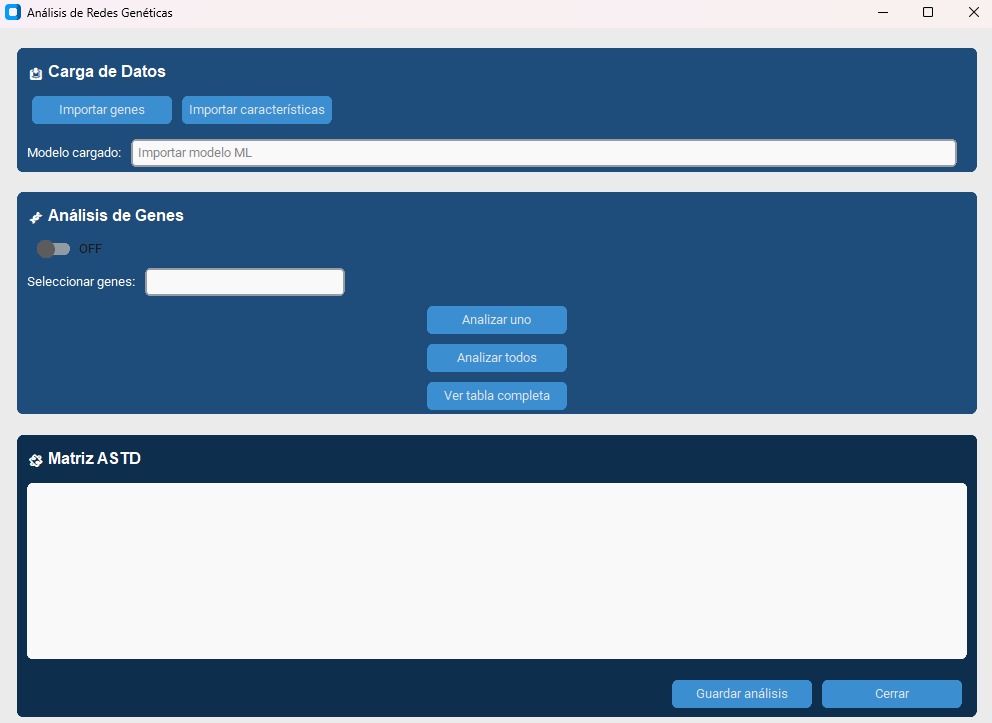 Análisis de Redes Genéticas
Carga de Datos
Importar genes
Importar características
Modelo cargado: Importar modelo ML
Análisis de Genes
OFF
Seleccionar genes:
Analizar uno
Analizar todos
Ver tabla completa
Matriz ASTD
Guardar análisis
Cerrar